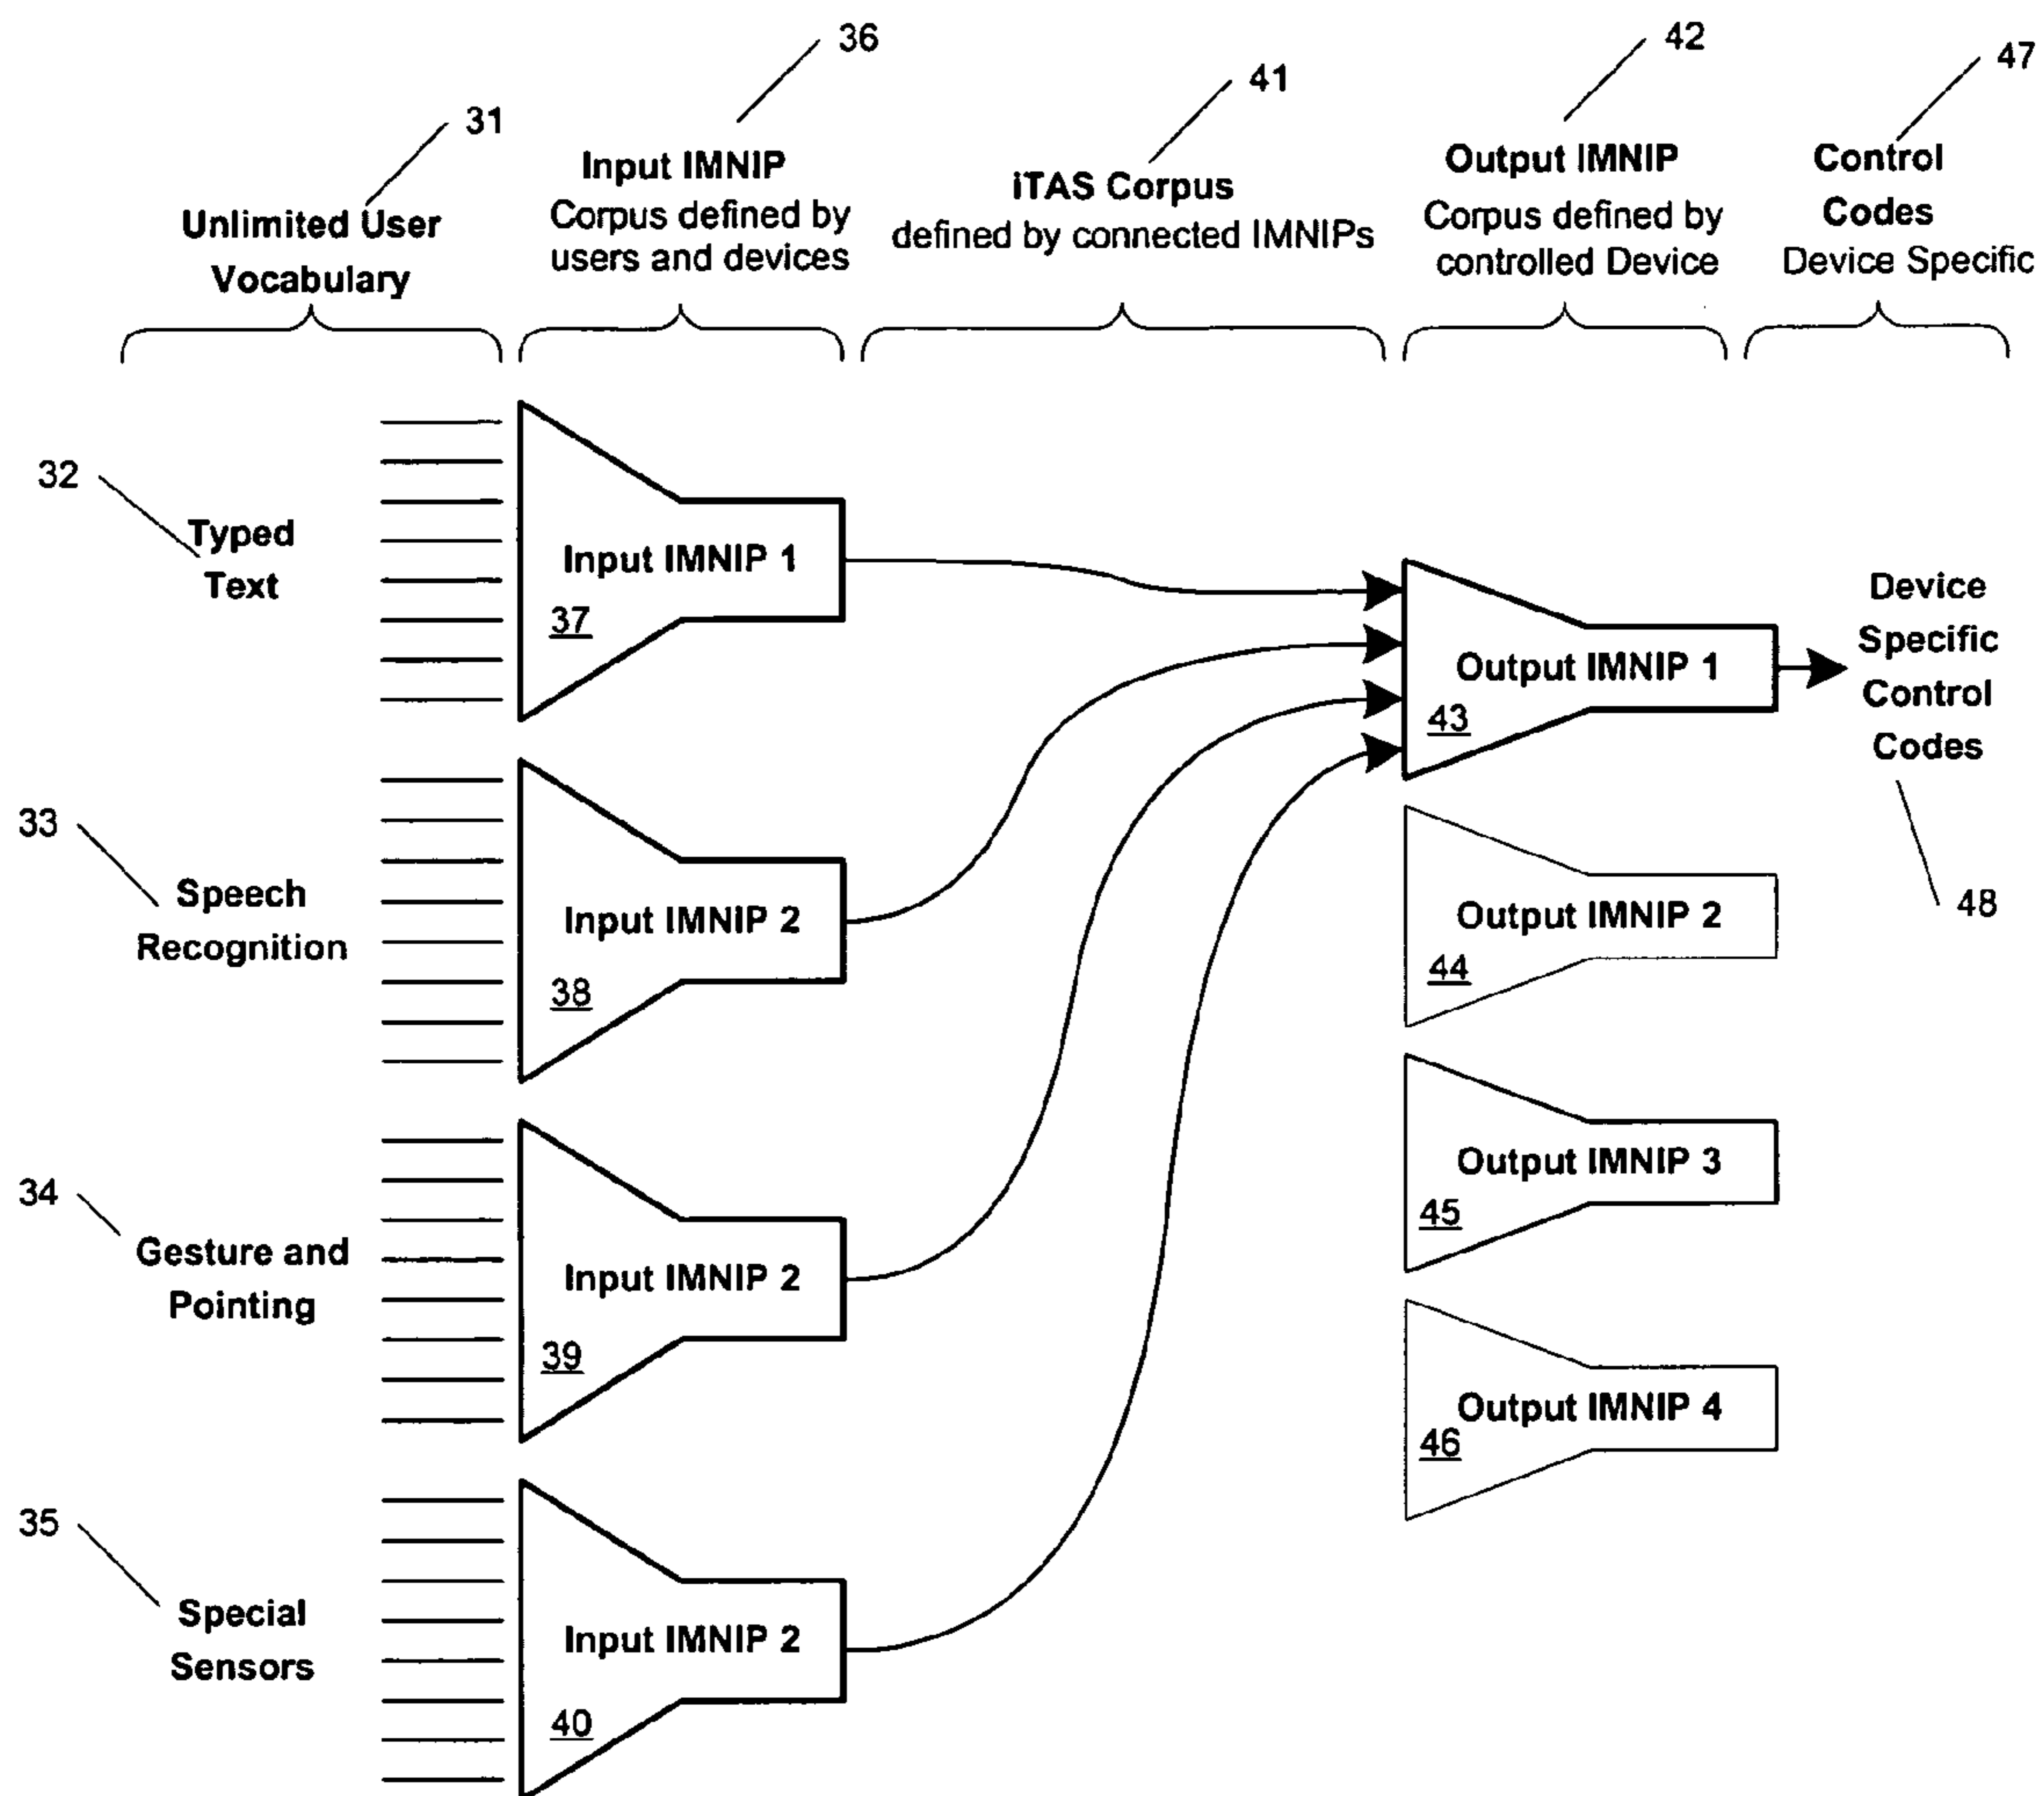 36
42
47
41
31
Input IMNIP
Corpus defined by
users and devices
iTAS Corpus
defined by connected IMNIPs
Output IMNIP
Corpus defined by
controlled Device
Control
Codes
Device Specific
Unlimited User
Vocabulary
32
Typed
Text
Input IMNIP 1
37
Output IMNIP 1
43
Device
Specific
Control
Codes
33
Speech
Recognition
Input IMNIP 2
38
Output IMNIP 2
44
48
34
Gesture and
Pointing
Input IMNIP 2
39
Output IMNIP 3
45
Output IMNIP 4
46
35
Special
Sensors
Input IMNIP 2
40